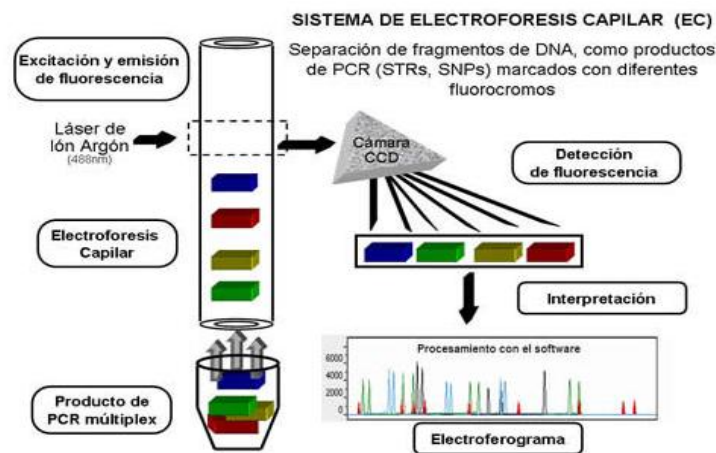 SISTEMA DE ELECTROFORESIS CAPILAR (EC)
Separación de fragmentos de DNA, como productos
de PCR (STRs, SNPs) marcados con diferentes
fluorocromos
Excitación y emisión
de fluorescencia
Láser de
Ión Argón
(488nm)
Cámara
CCD
Detección
de fluorescencia
Electroforesis
Capilar
Interpretación
Procesamiento con el software
6000
4000
2000
0
Producto de
PCR múltiplex
Electroferograma